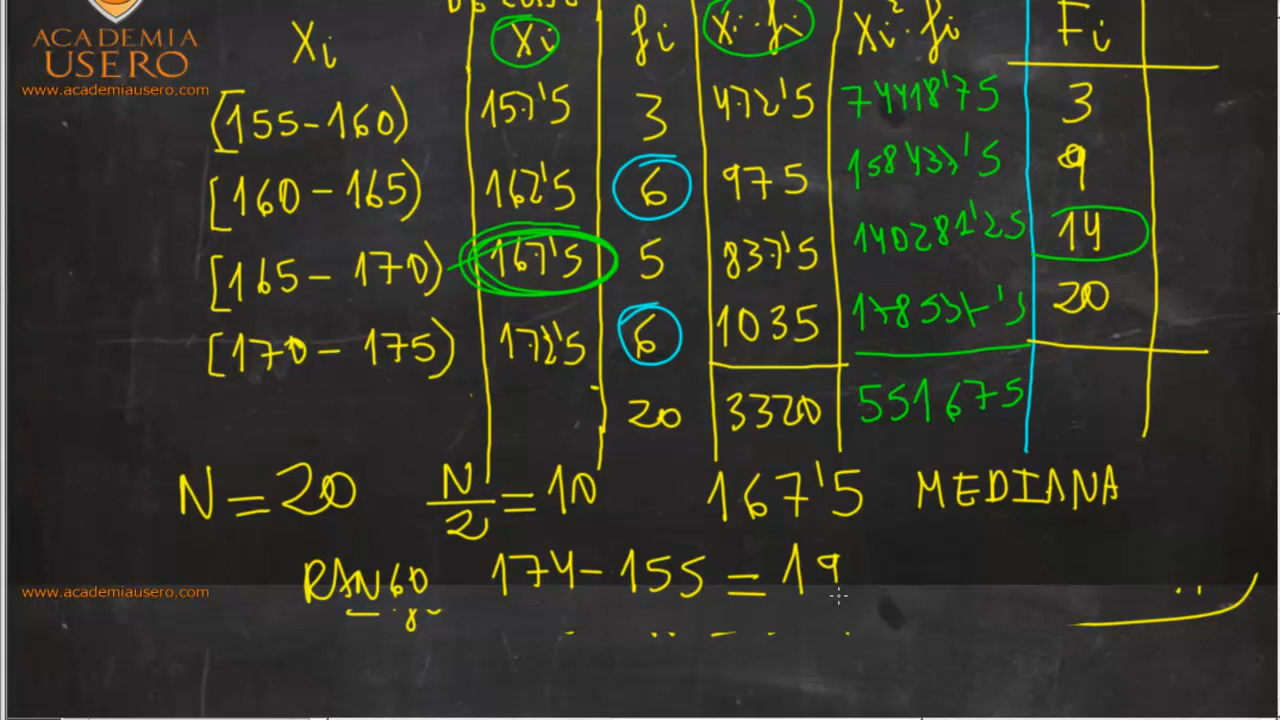 ACADEMIA
USERO
www.academiausero.com
Xi Xi fi Xi·fi Xi²·fi Fi
[155-160) 157'5 3 472'5 74418'75 3
[160-165) 162'5 6 975 158437'5 9
[165-170) 167'5 5 837'5 140281'25 14
[170-175) 172'5 6 1035 20
20 3320 551675
N=20 N/2=10 167'5 MEDIANA
RANGO 174-155=19
www.academiausero.com